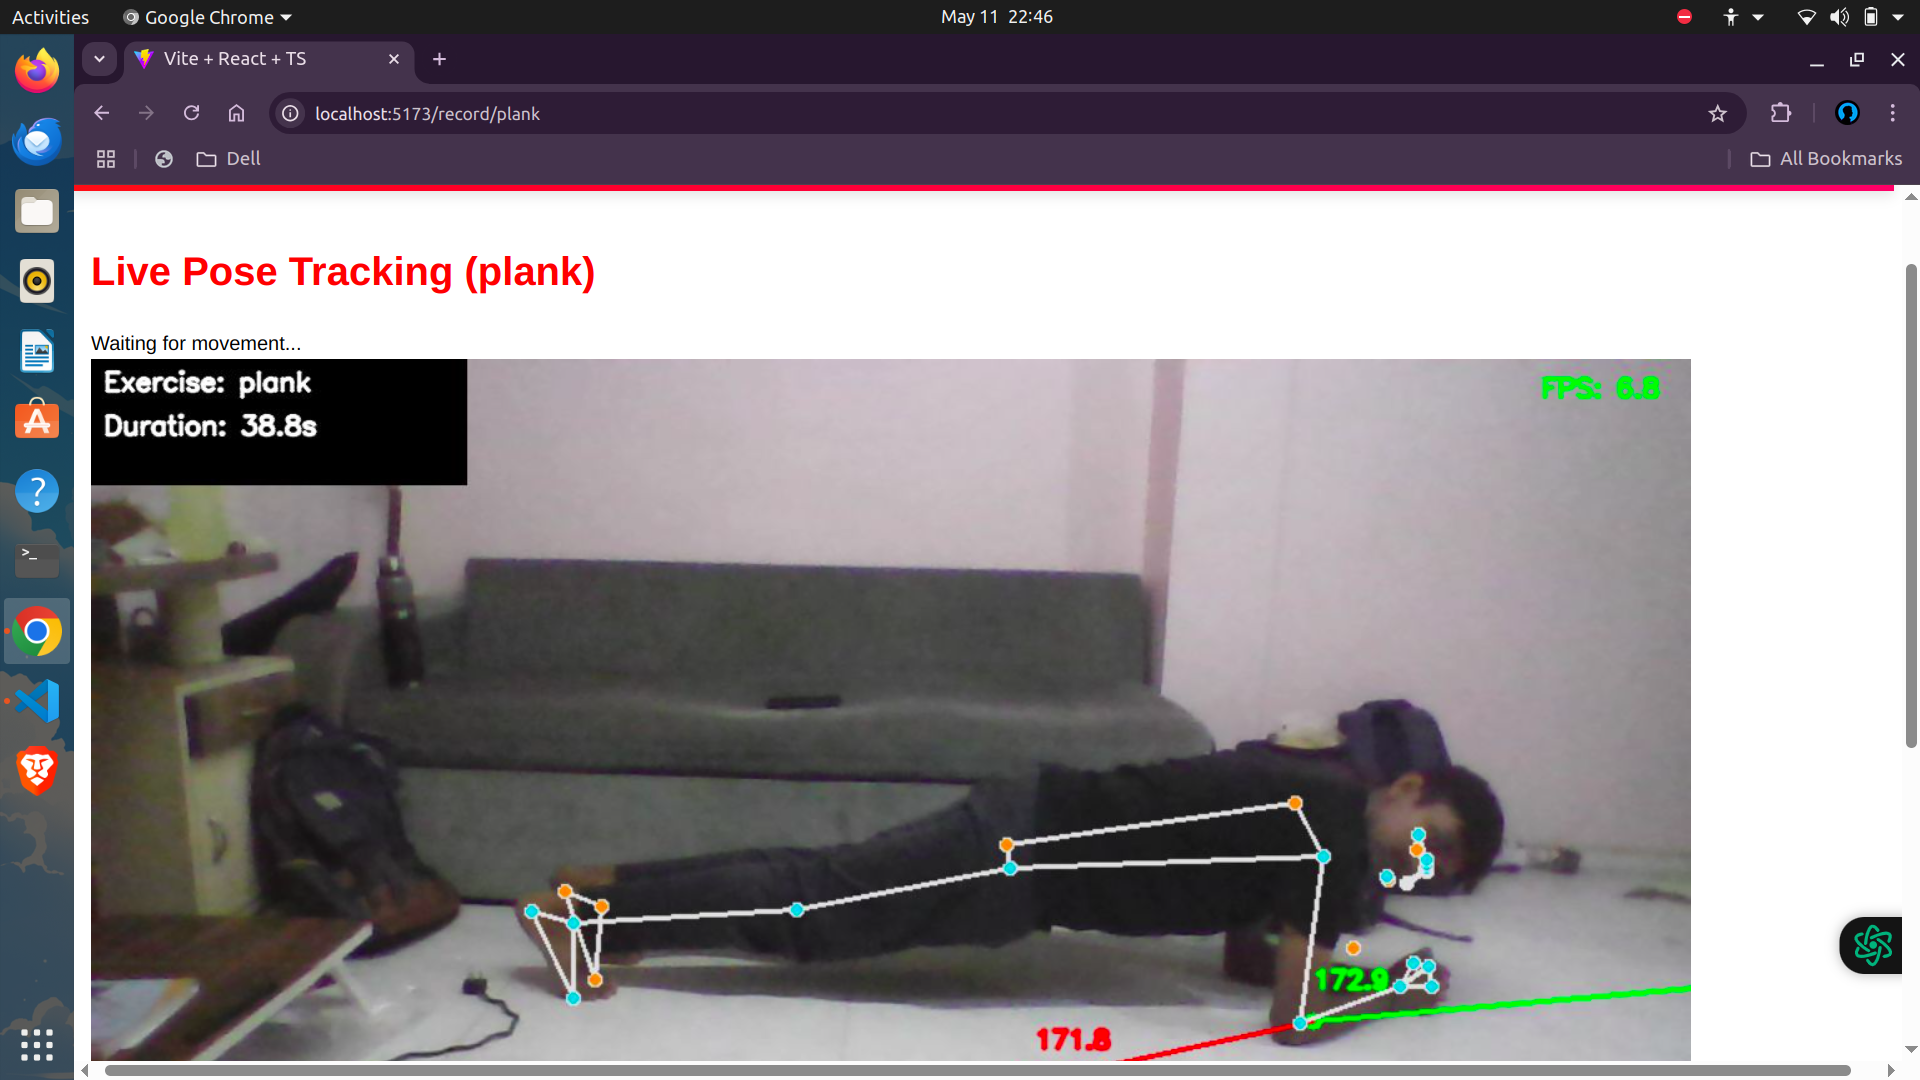 Activities
Google Chrome
May 11 22:46
Vite + React + TS
localhost:5173/record/plank
Dell
All Bookmarks
Live Pose Tracking (plank)
Waiting for movement...
Exercise: plank
Duration: 38.8s
FPS: 6.8
172.9
171.8